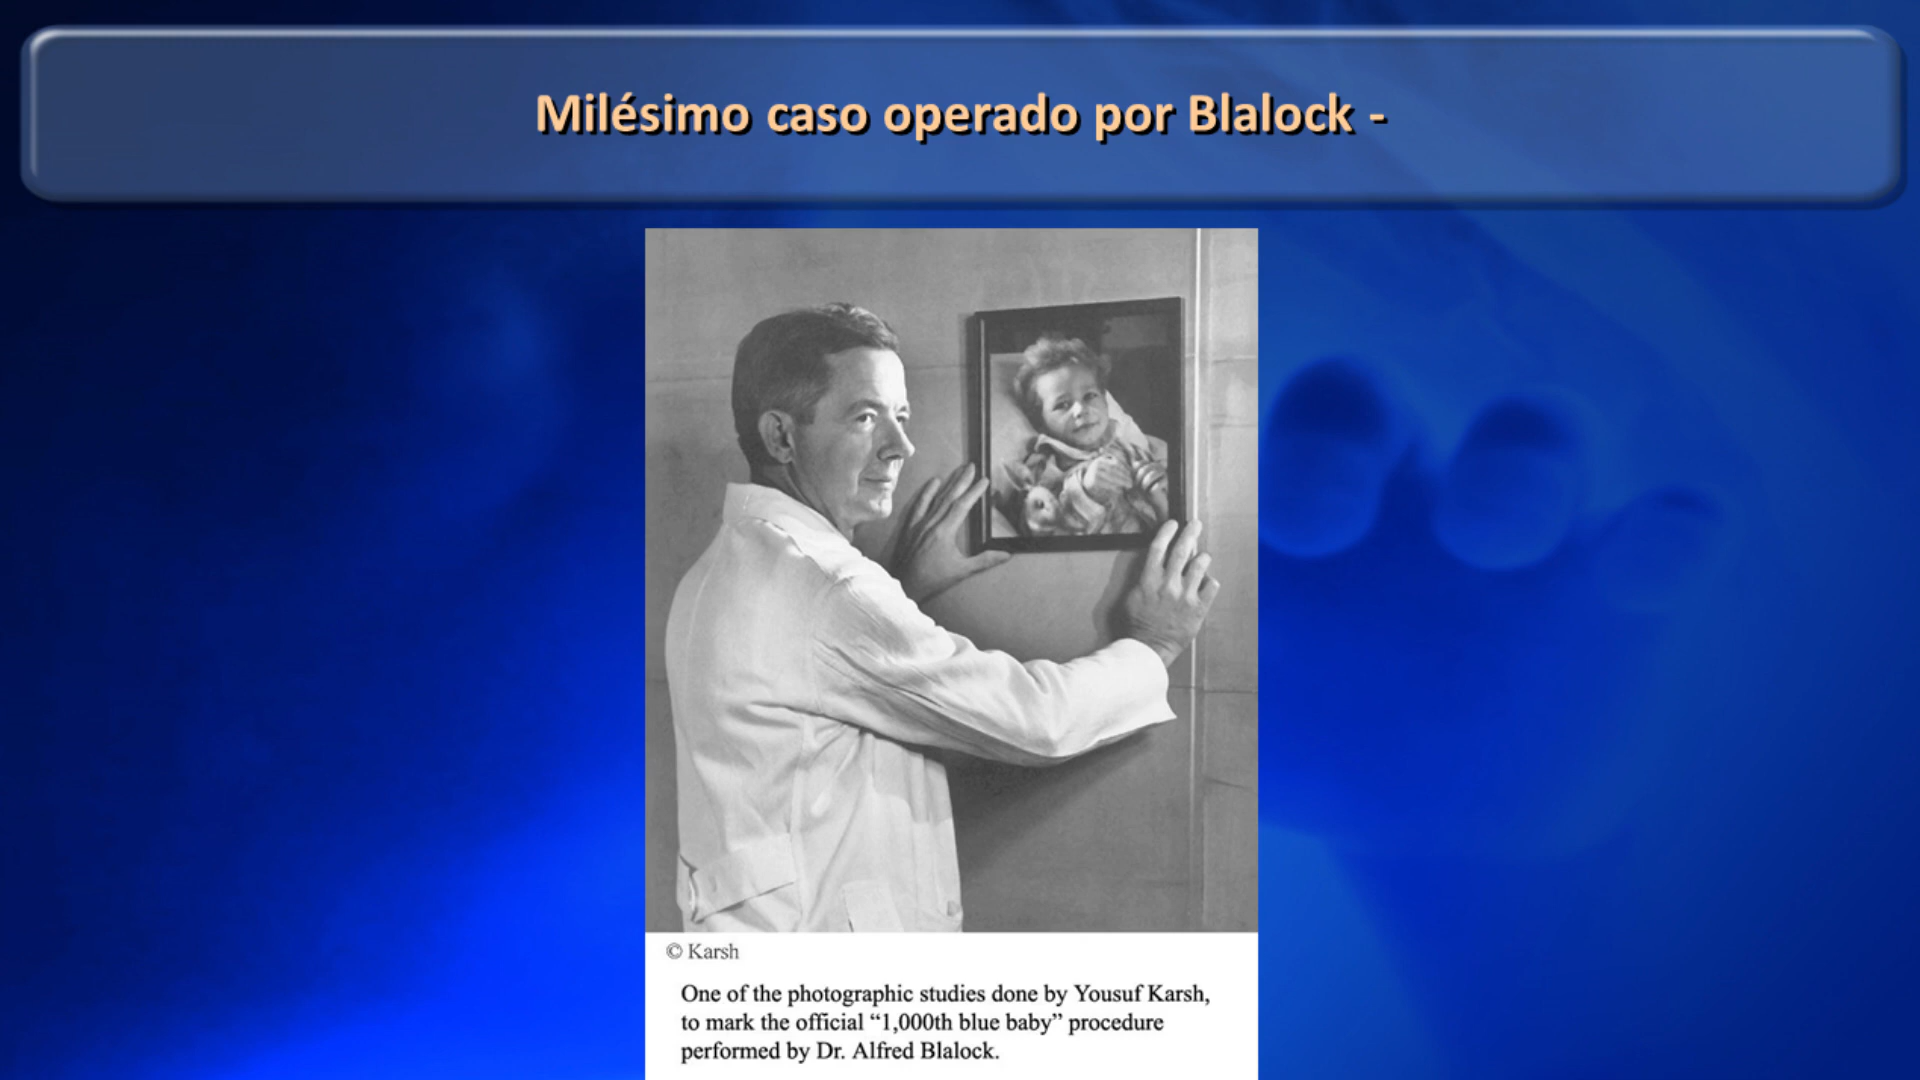 Milésimo caso operado por Blalock -
© Karsh
One of the photographic studies done by Yousuf Karsh,
to mark the official “1,000th blue baby” procedure
performed by Dr. Alfred Blalock.